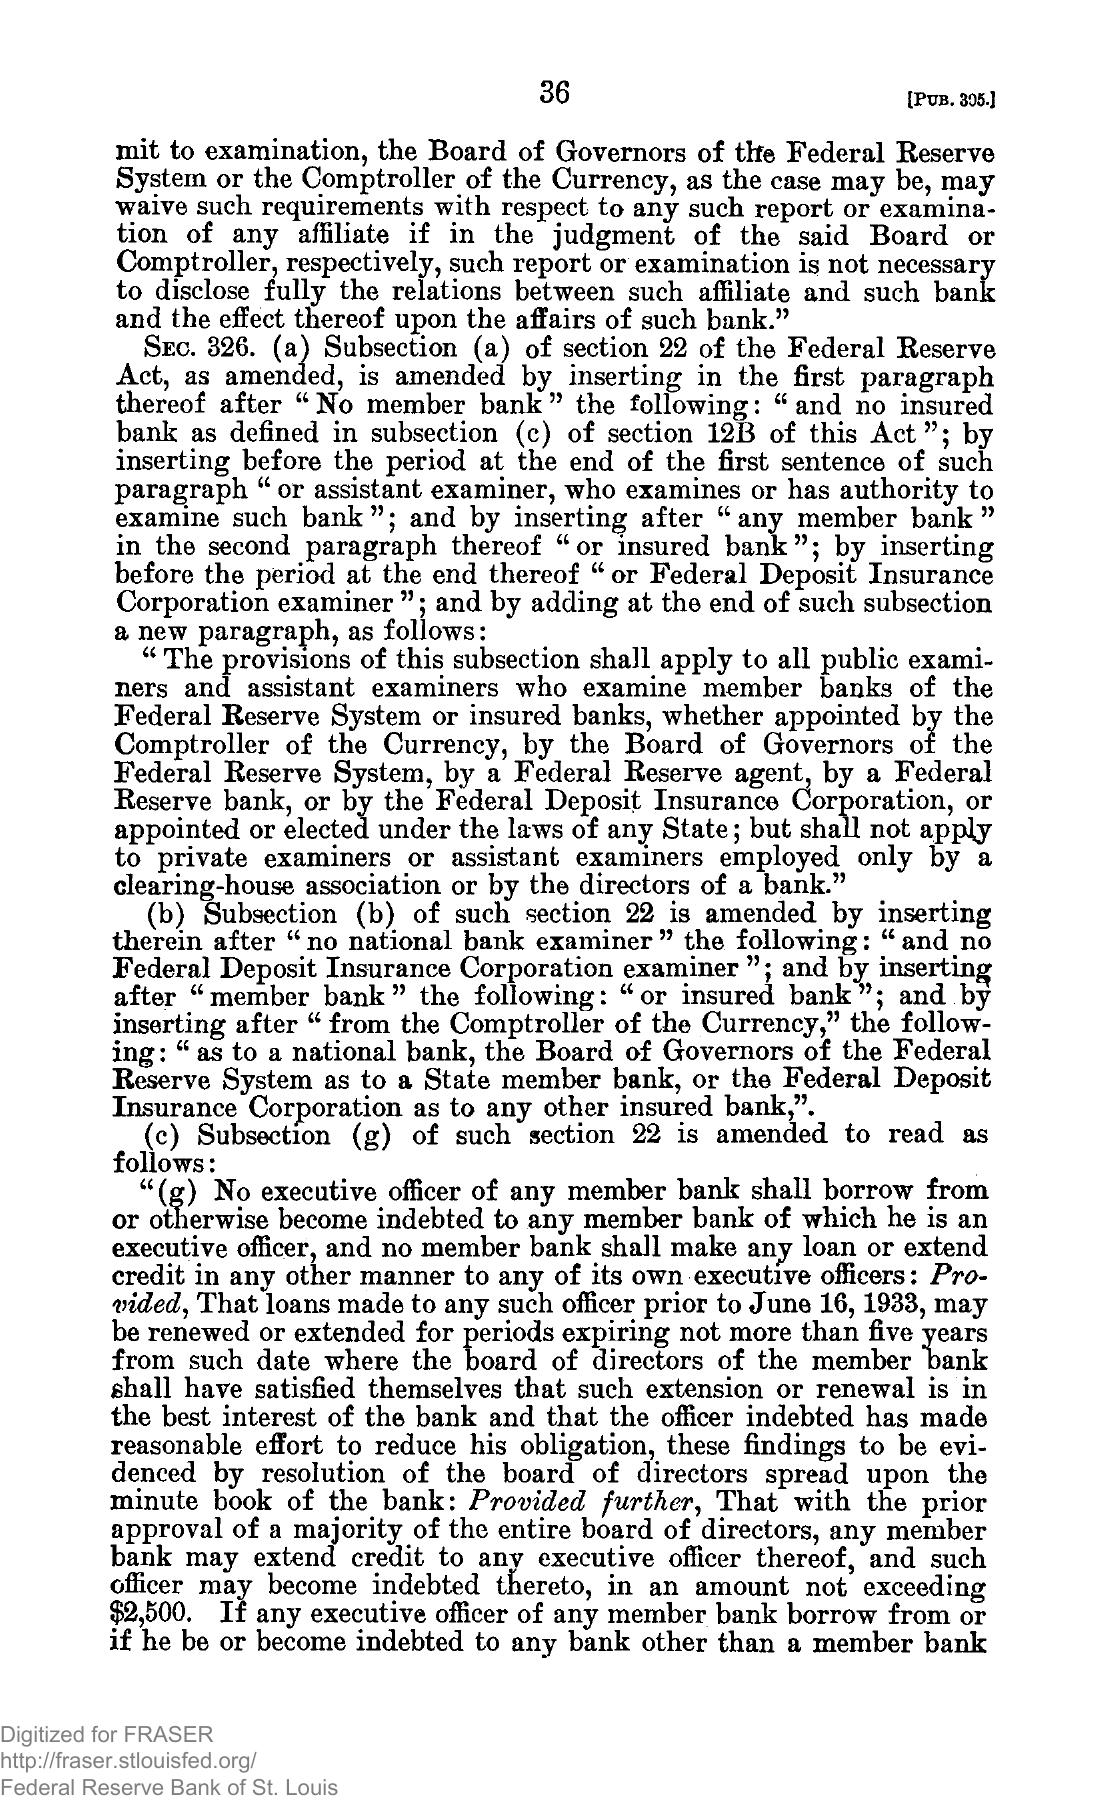 36
[PUB. 305.]
mit to examination, the Board of Governors of the Federal Reserve
System or the Comptroller of the Currency, as the case may be, may
waive such requirements with respect to any such report or examina-
tion of any affiliate if in the judgment of the said Board or
Comptroller, respectively, such report or examination is not necessary
to disclose fully the relations between such affiliate and such bank
and the effect thereof upon the affairs of such bank.”
SEC. 326. (a) Subsection (a) of section 22 of the Federal Reserve
Act, as amended, is amended by inserting in the first paragraph
thereof after “ No member bank ” the following: “ and no insured
bank as defined in subsection (c) of section 12B of this Act ”; by
inserting before the period at the end of the first sentence of such
paragraph “ or assistant examiner, who examines or has authority to
examine such bank ”; and by inserting after “ any member bank ”
in the second paragraph thereof “ or insured bank ”; by inserting
before the period at the end thereof “ or Federal Deposit Insurance
Corporation examiner ”; and by adding at the end of such subsection
a new paragraph, as follows:
“ The provisions of this subsection shall apply to all public exami-
ners and assistant examiners who examine member banks of the
Federal Reserve System or insured banks, whether appointed by the
Comptroller of the Currency, by the Board of Governors of the
Federal Reserve System, by a Federal Reserve agent, by a Federal
Reserve bank, or by the Federal Deposit Insurance Corporation, or
appointed or elected under the laws of any State; but shall not apply
to private examiners or assistant examiners employed only by a
clearing-house association or by the directors of a bank.”
(b) Subsection (b) of such section 22 is amended by inserting
therein after “ no national bank examiner ” the following: “ and no
Federal Deposit Insurance Corporation examiner ”; and by inserting
after “ member bank ” the following: “ or insured bank ”; and by
inserting after “ from the Comptroller of the Currency,” the follow-
ing: “ as to a national bank, the Board of Governors of the Federal
Reserve System as to a State member bank, or the Federal Deposit
Insurance Corporation as to any other insured bank,”.
(c) Subsection (g) of such section 22 is amended to read as
follows:
“(g) No executive officer of any member bank shall borrow from
or otherwise become indebted to any member bank of which he is an
executive officer, and no member bank shall make any loan or extend
credit in any other manner to any of its own executive officers: Pro-
vided, That loans made to any such officer prior to June 16, 1933, may
be renewed or extended for periods expiring not more than five years
from such date where the board of directors of the member bank
shall have satisfied themselves that such extension or renewal is in
the best interest of the bank and that the officer indebted has made
reasonable effort to reduce his obligation, these findings to be evi-
denced by resolution of the board of directors spread upon the
minute book of the bank: Provided further, That with the prior
approval of a majority of the entire board of directors, any member
bank may extend credit to any executive officer thereof, and such
officer may become indebted thereto, in an amount not exceeding
$2,500. If any executive officer of any member bank borrow from or
if he be or become indebted to any bank other than a member bank
Digitized for FRASER
http://fraser.stlouisfed.org/
Federal Reserve Bank of St. Louis